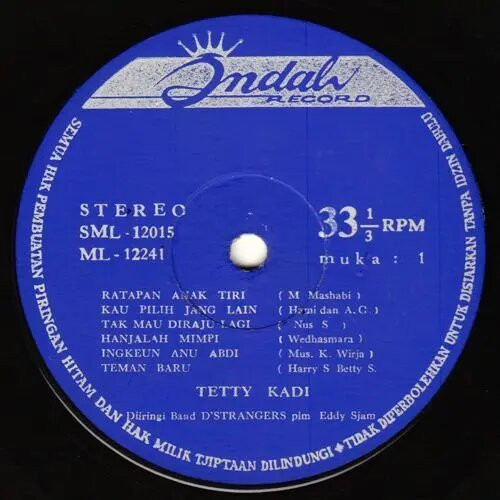 Indah
RECORD
STEREO
SML - 12015
ML - 12241
33 1/3 RPM
muka : 1
RATAPAN ANAK TIRI ( M Mashabi )
KAU PILIH JANG LAIN ( Hami dan A. G. )
TAK MAU DIRAJU LAGI ( Nus S )
HANJALAH MIMPI ( Wedhasmara )
INGKEUN ANU ABDI ( Mus. K. Wirja )
TEMAN BARU ( Harry S Betty S. )
TETTY KADI
Diiringi Band D'STRANGERS pim Eddy Sjam
SEMUA HAK PEMBUATAN PIRINGAN HITAM DAN HAK MILIK TJIPTAAN DILINDUNGI ♦ TIDAK DIPERBOLEHKAN UNTUK DISIARKAN TANPA IDZIN DAHULU